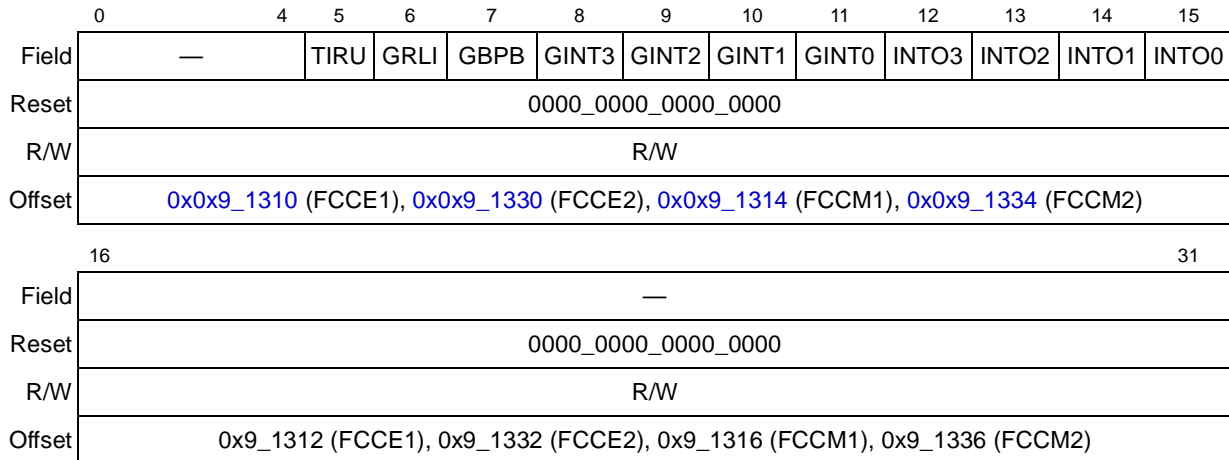 0 4 5 6 7 8 9 10 11 12 13 14 15
Field — TIRU GRLI GBPB GINT3 GINT2 GINT1 GINT0 INTO3 INTO2 INTO1 INTO0
Reset 0000_0000_0000_0000
R/W R/W
Offset 0x0x9_1310 (FCCE1), 0x0x9_1330 (FCCE2), 0x0x9_1314 (FCCM1), 0x0x9_1334 (FCCM2)
16 31
Field —
Reset 0000_0000_0000_0000
R/W R/W
Offset 0x9_1312 (FCCE1), 0x9_1332 (FCCE2), 0x9_1316 (FCCM1), 0x9_1336 (FCCM2)